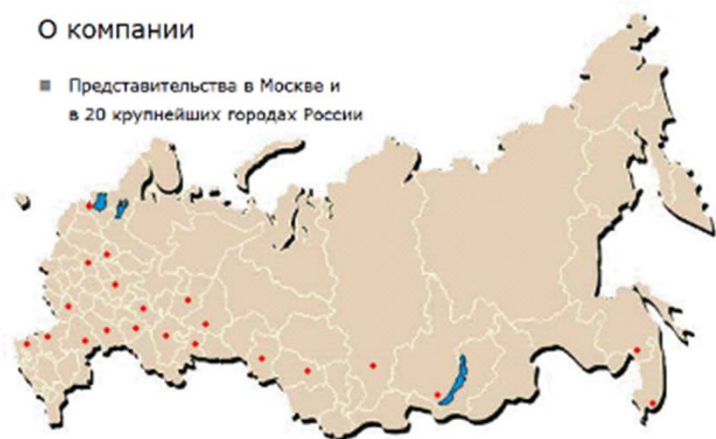 О компании
Представительства в Москве и
в 20 крупнейших городах России